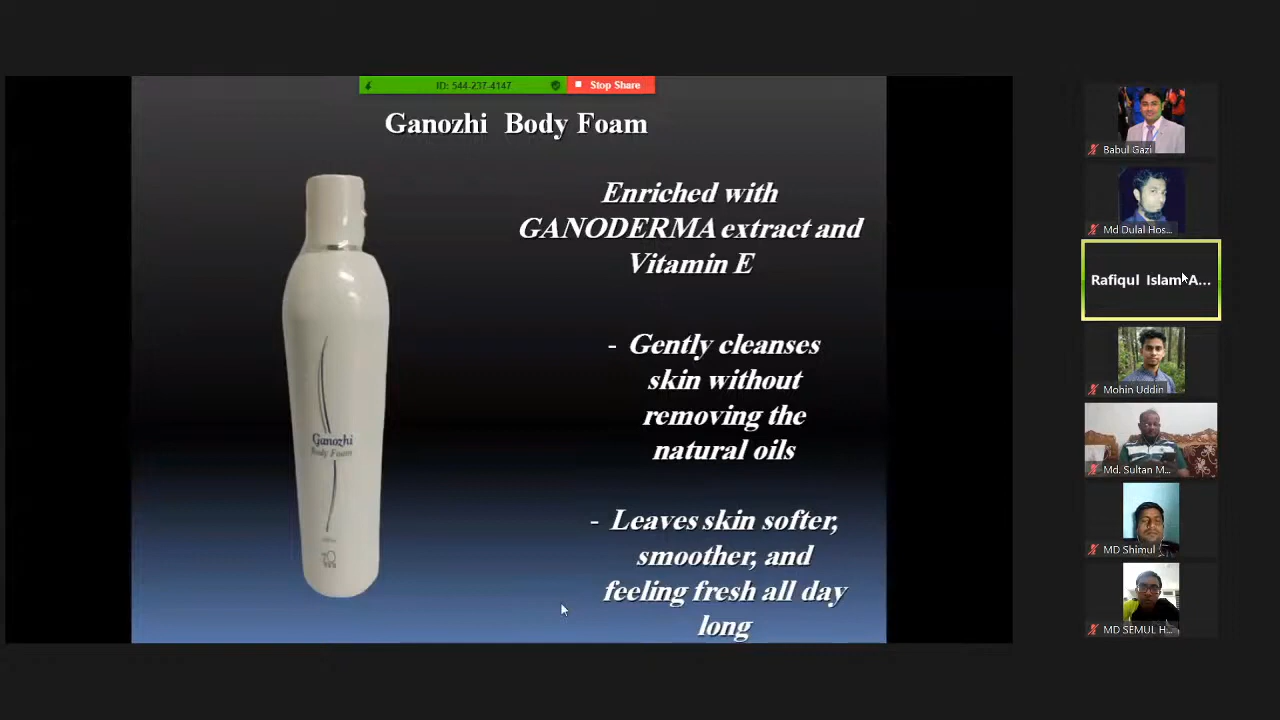 ID: 544-237-4147
Stop Share
Ganozhi Body Foam
Enriched with
GANODERMA extract and
Vitamin E
- Gently cleanses
skin without
removing the
natural oils
- Leaves skin softer,
smoother, and
feeling fresh all day
long
Ganozhi
Body Foam
Babul Gazi
Md Dulal Hos...
Rafiqul Islam A...
Mohin Uddin
Md. Sultan M...
MD Shimul
MD SEMUL H...